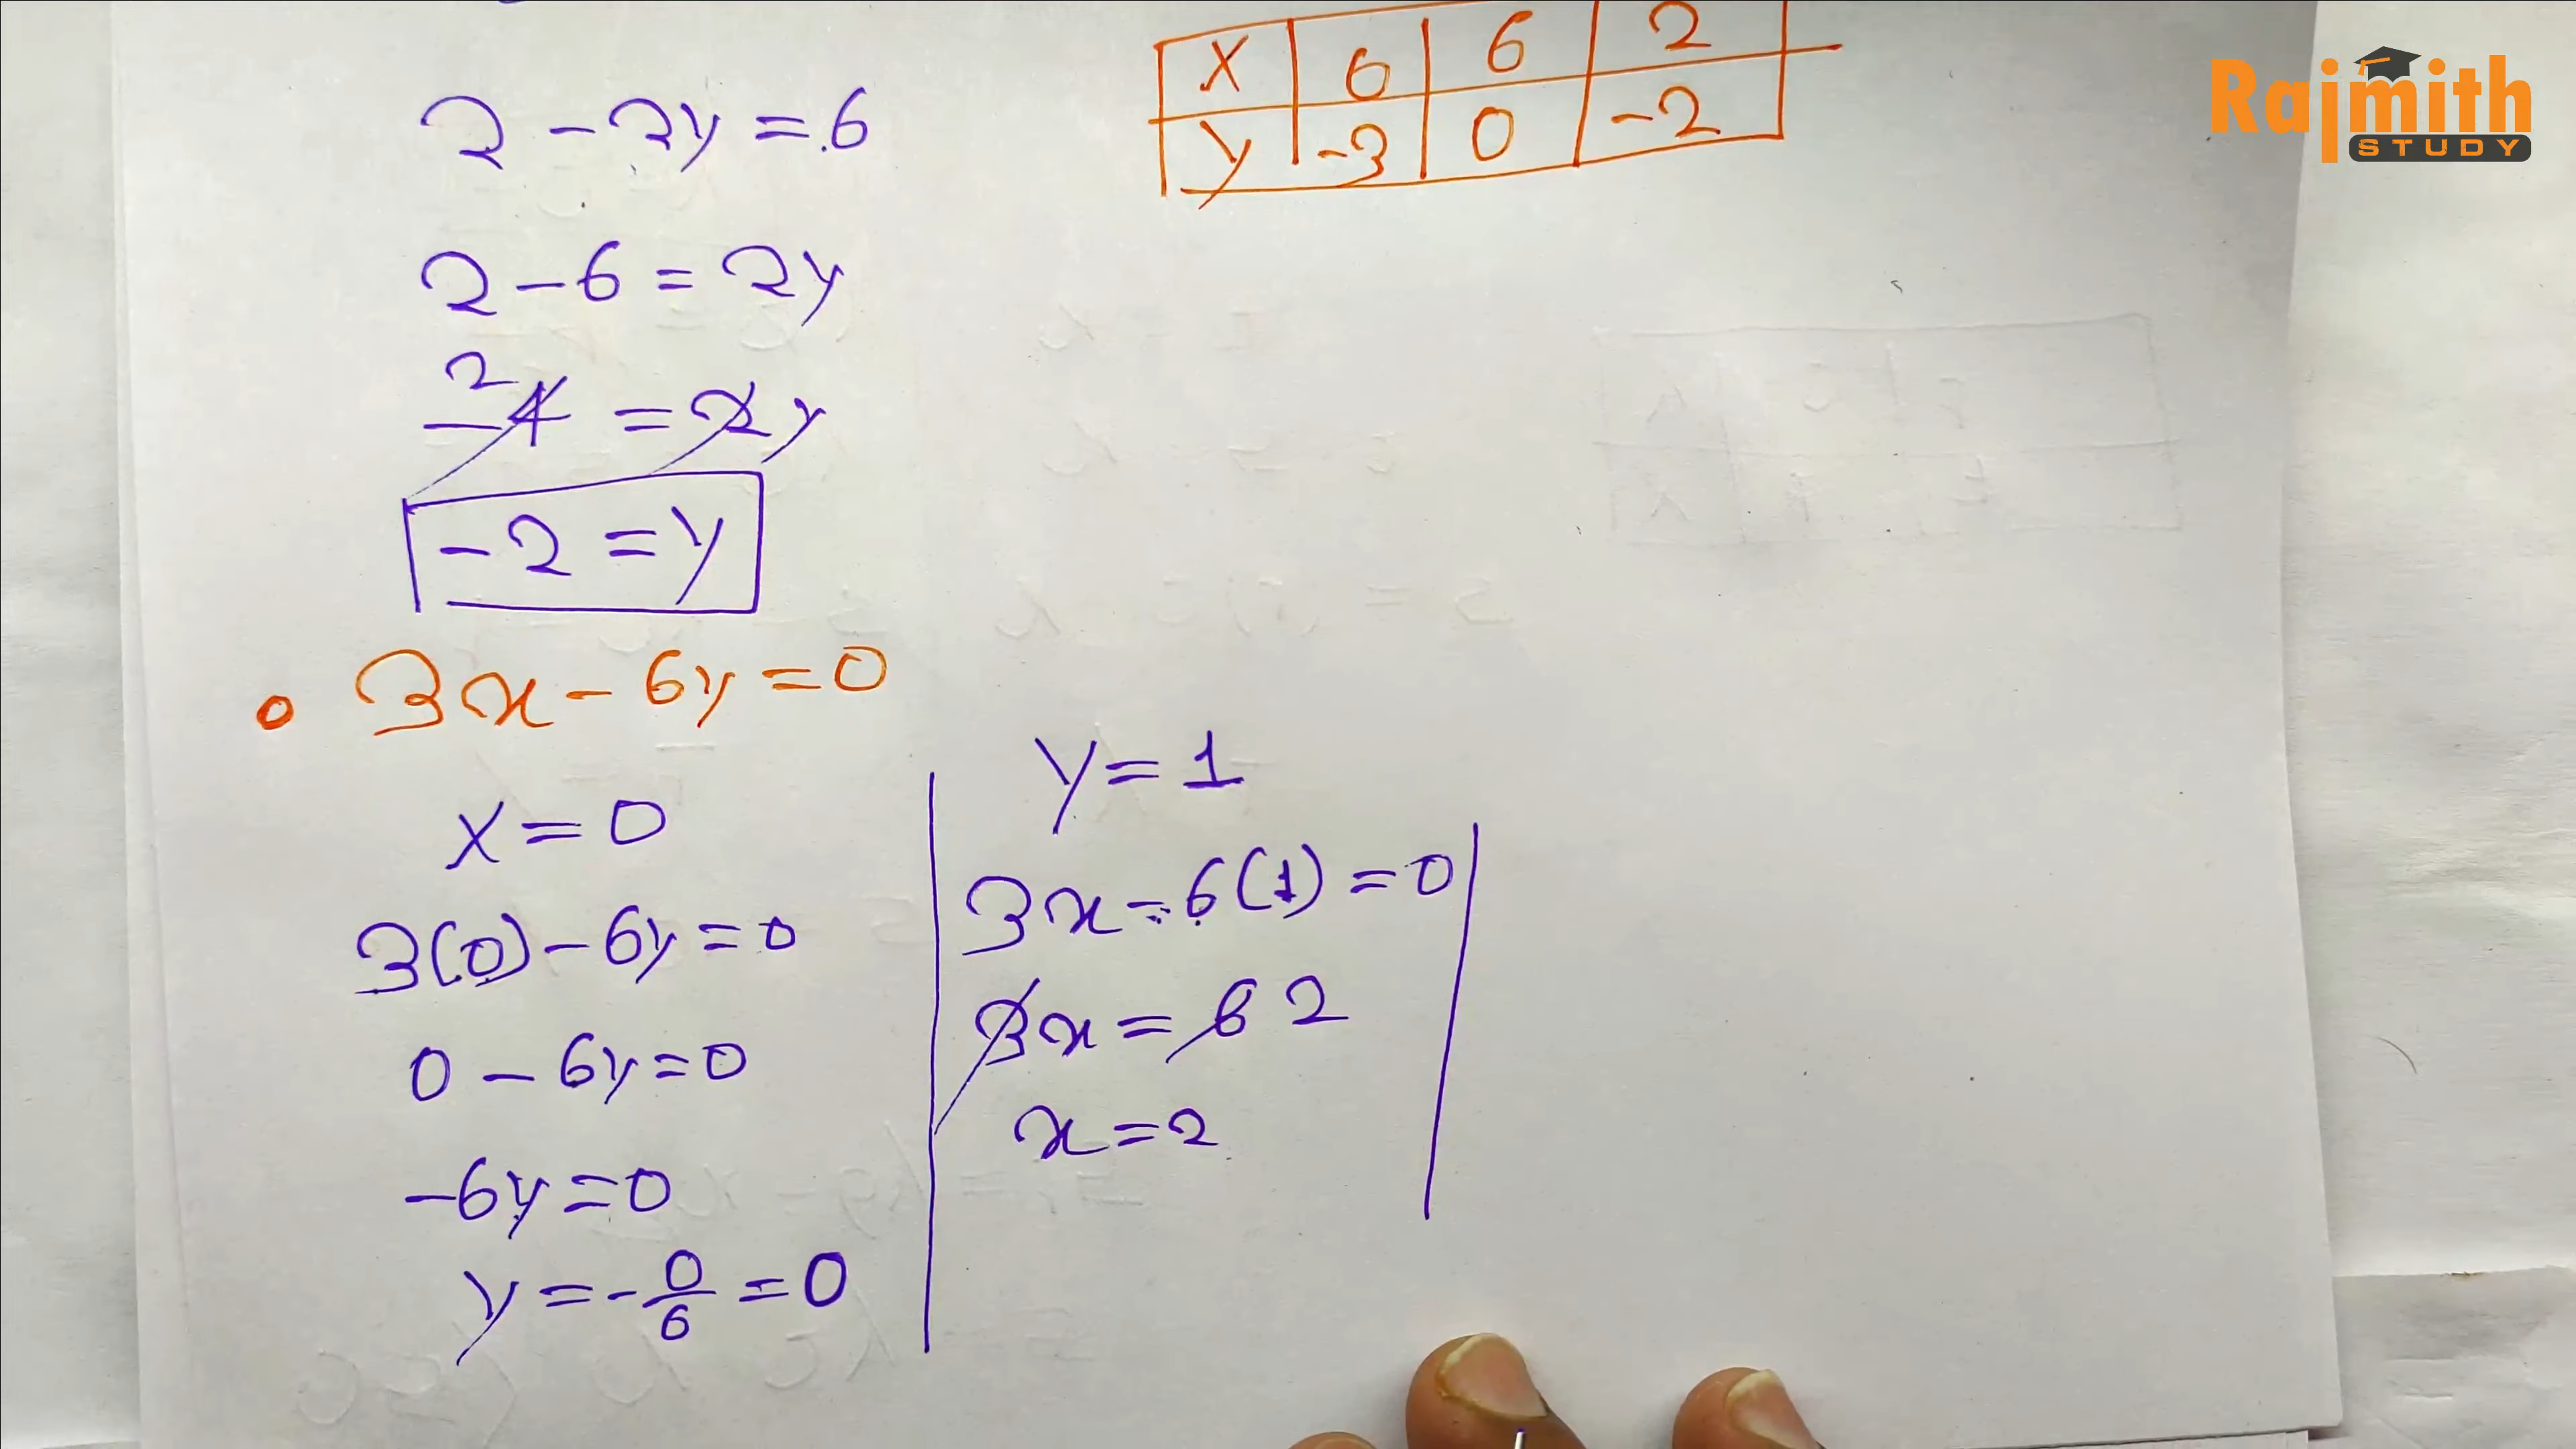 x 6 6 2
y -3 0 -2
Rajmith
STUDY
2 - 2y = 6
2 - 6 = 2y
2
-4 = 2y
-2 = y
3x - 6y = 0
x = 0
3(0) - 6y = 0
0 - 6y = 0
-6y = 0
y = -0/6 = 0
y = 1
3x - 6(1) = 0
3x = 6 2
x = 2